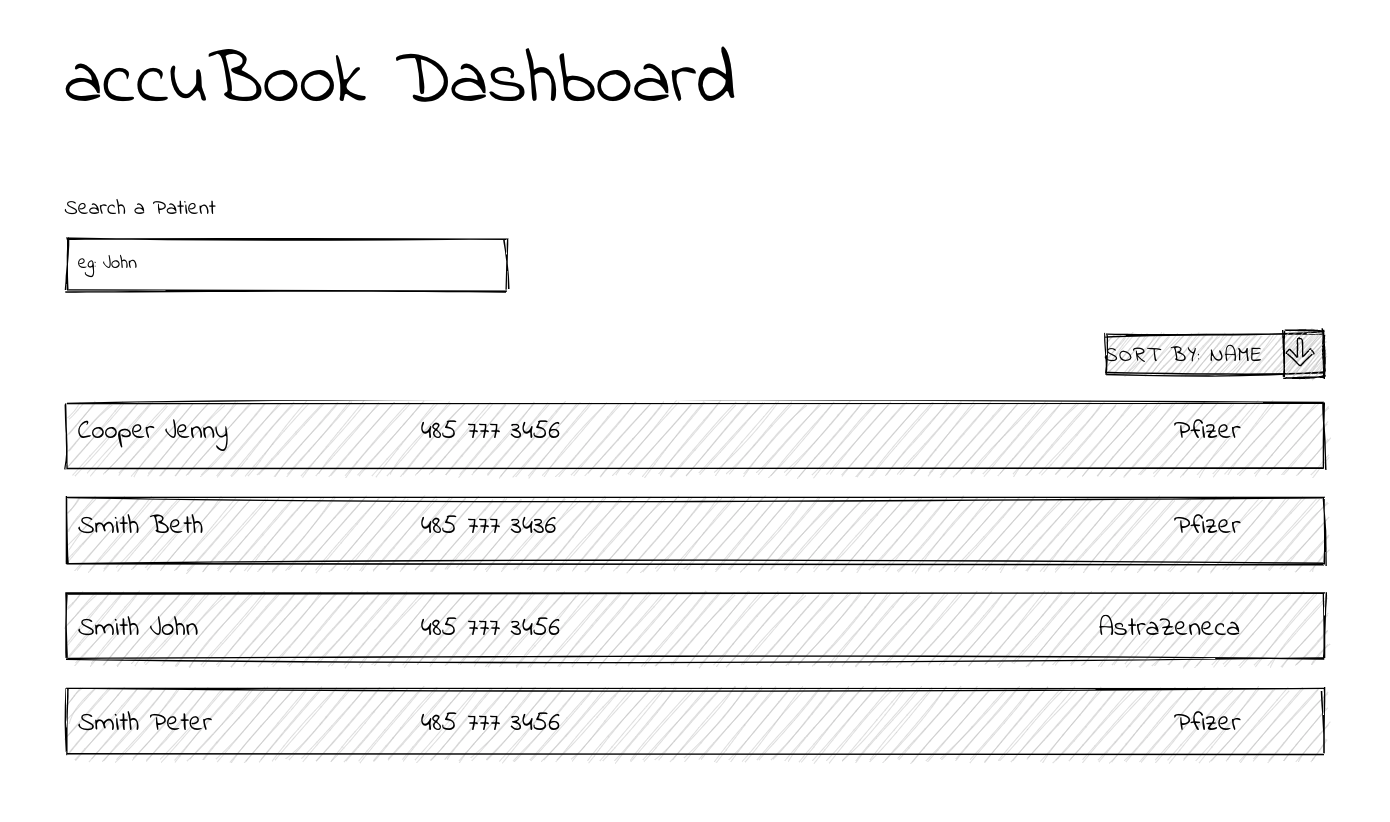 accuBook Dashboard
Search a Patient
eg: John
SORT BY: NAME
Cooper Jenny 485 777 3456 Pfizer
Smith Beth 485 777 3436 Pfizer
Smith John 485 777 3456 AstraZeneca
Smith Peter 485 777 3456 Pfizer